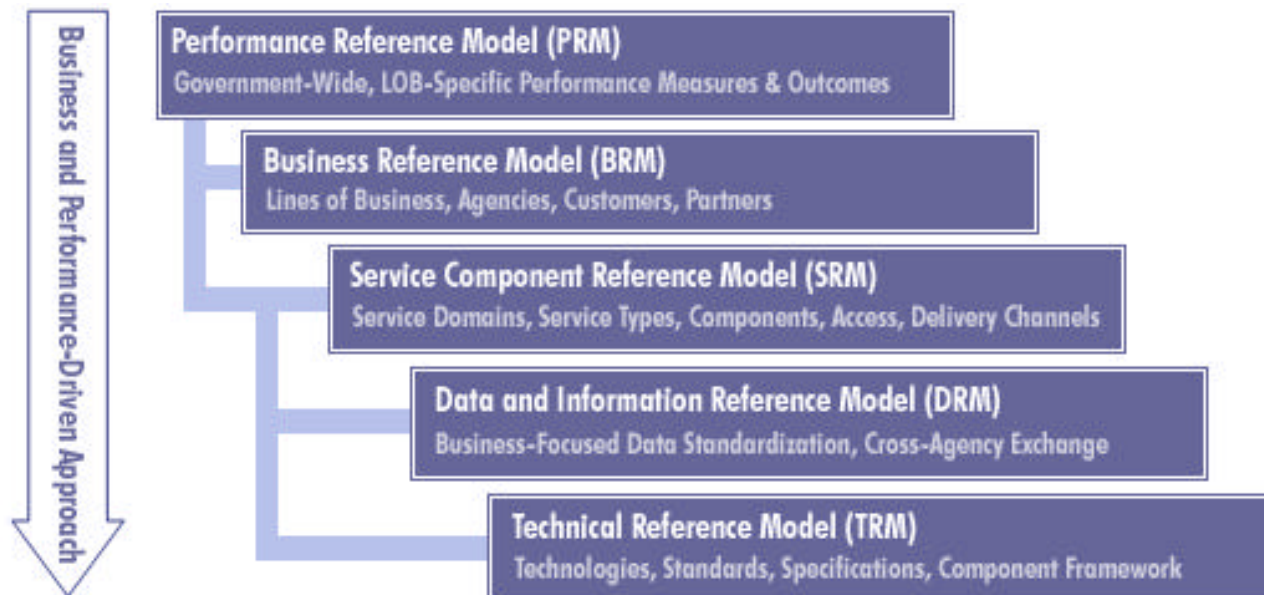 Business and Performance-Driven Approach
Performance Reference Model (PRM)
Government-Wide, LOB-Specific Performance Measures & Outcomes
Business Reference Model (BRM)
Lines of Business, Agencies, Customers, Partners
Service Component Reference Model (SRM)
Service Domains, Service Types, Components, Access, Delivery Channels
Data and Information Reference Model (DRM)
Business-Focused Data Standardization, Cross-Agency Exchange
Technical Reference Model (TRM)
Technologies, Standards, Specifications, Component Framework